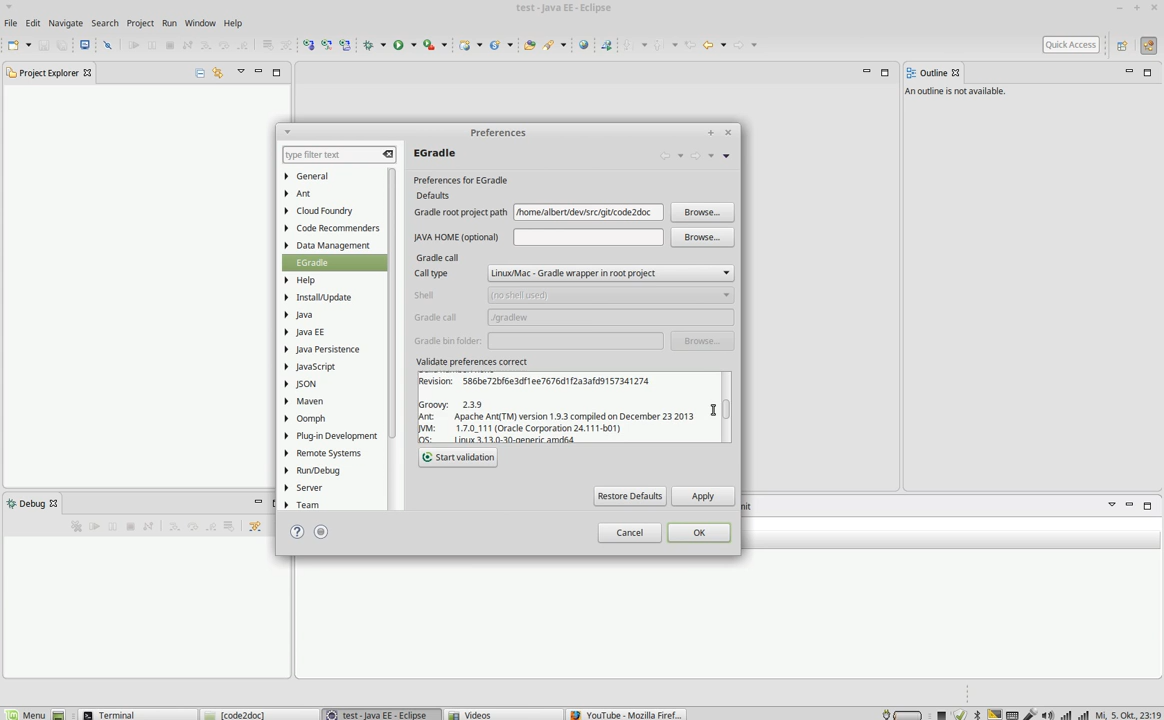 test - Java EE - Eclipse
File Edit Navigate Search Project Run Window Help
Quick Access
Project Explorer
Outline
An outline is not available.
Preferences
type filter text
General
Ant
Cloud Foundry
Code Recommenders
Data Management
EGradle
Help
Install/Update
Java
Java EE
Java Persistence
JavaScript
JSON
Maven
Oomph
Plug-in Development
Remote Systems
Run/Debug
Server
Team
EGradle
Preferences for EGradle
Defaults
Gradle root project path /home/albert/dev/src/git/code2doc Browse...
JAVA HOME (optional) Browse...
Gradle call
Call type Linux/Mac - Gradle wrapper in root project
Shell (no shell used)
Gradle call ./gradlew
Gradle bin folder: Browse...
Validate preferences correct
Revision: 586be72bf6e3df1ee7676d1f2a3afd9157341274
Groovy: 2.3.9
Ant: Apache Ant(TM) version 1.9.3 compiled on December 23 2013
JVM: 1.7.0_111 (Oracle Corporation 24.111-b01)
OS: Linux 3.13.0-30-generic amd64
Start validation
Restore Defaults Apply
Cancel OK
Debug
Menu Terminal [code2doc] test - Java EE - Eclipse Videos YouTube - Mozilla Firef... Mi, 5. Okt., 23:19